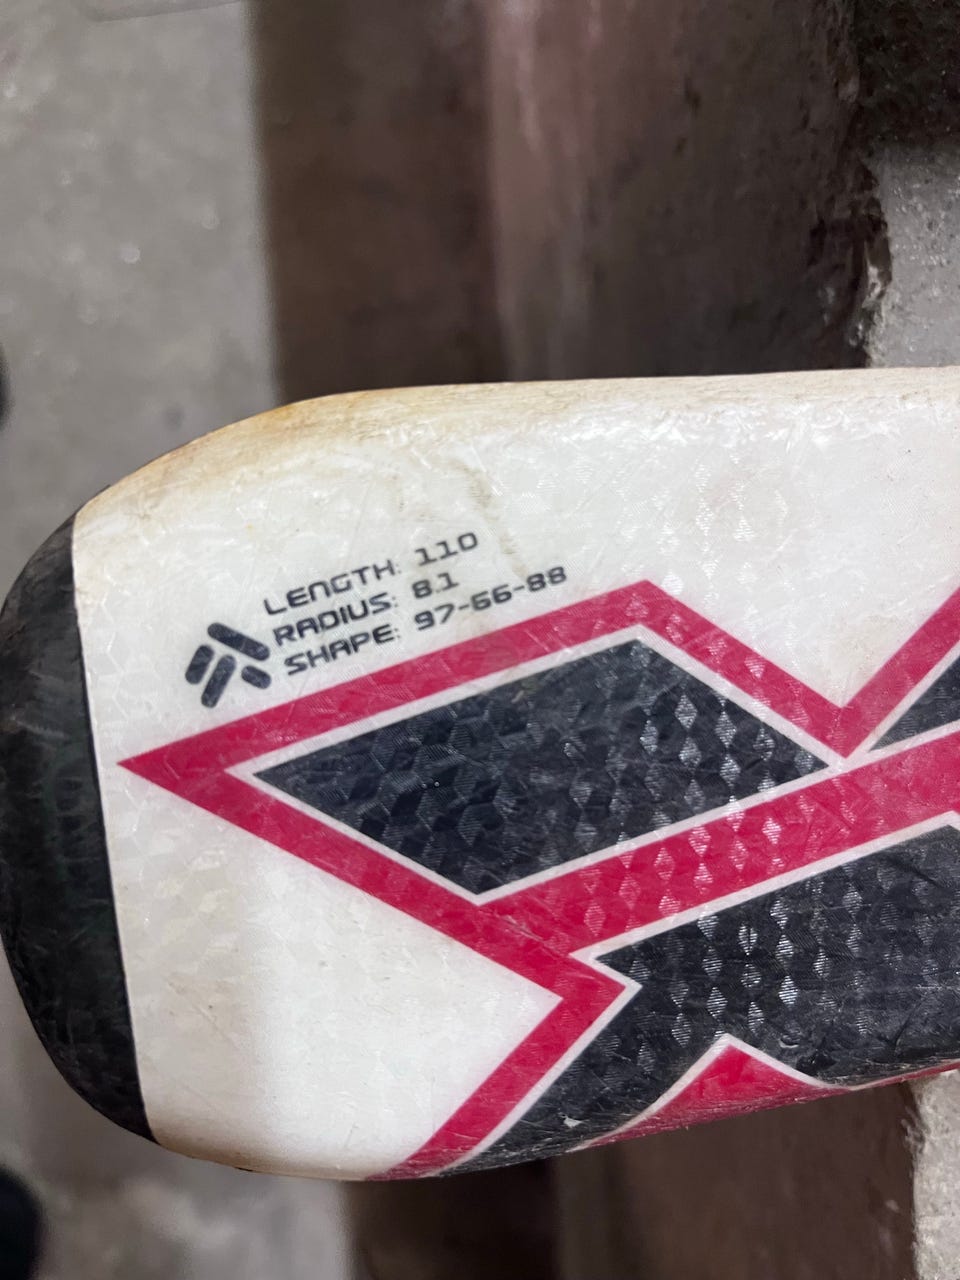 LENGTH: 110
RADIUS: 8.1
SHAPE: 97-66-88